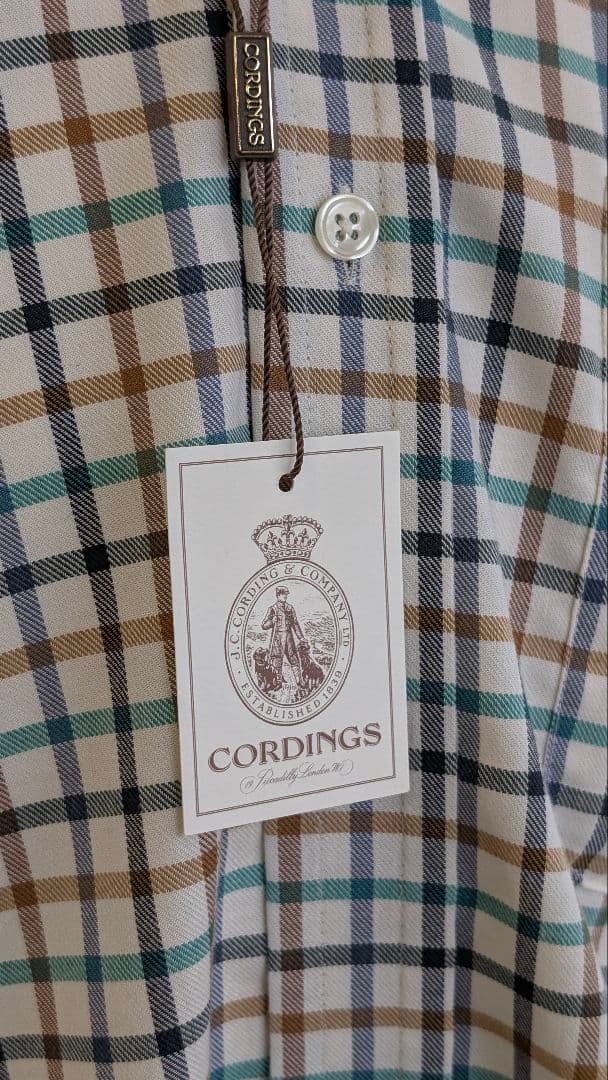 CORDINGS
J.C. CORDING & COMPANY LTD
· ESTABLISHED 1839 ·
CORDINGS
19 Piccadilly London W1